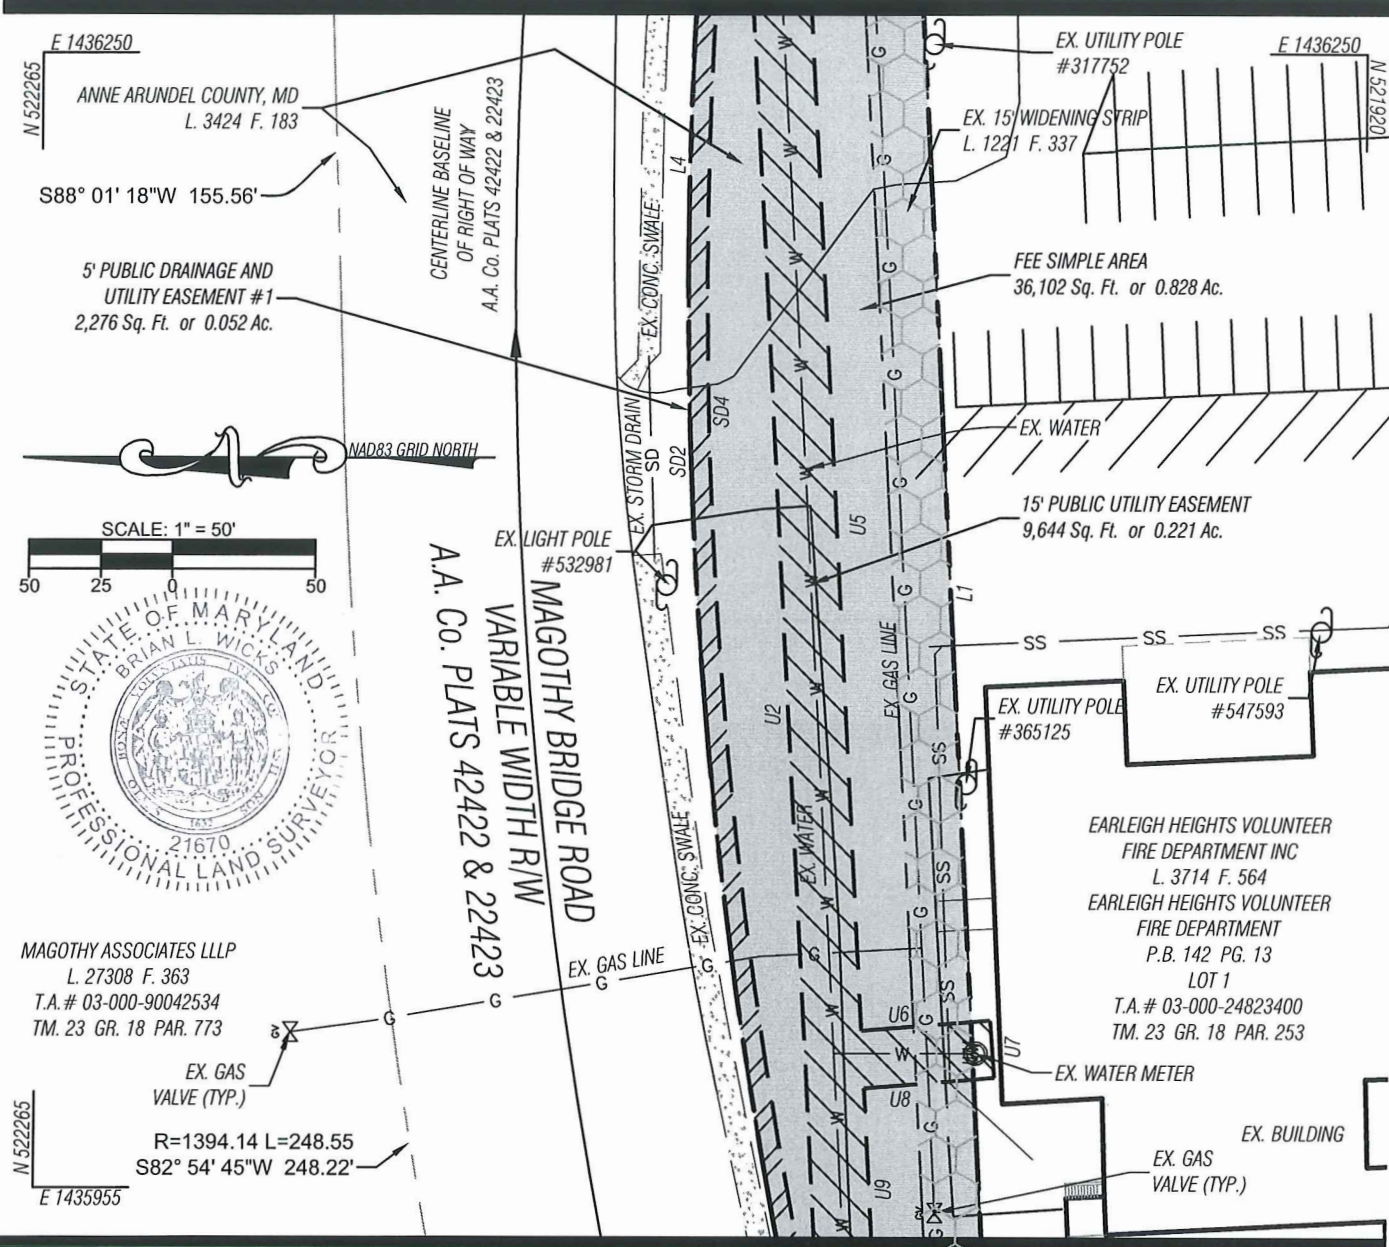 E 1436250
N 522265
ANNE ARUNDEL COUNTY, MD
L. 3424 F. 183
S88° 01' 18"W 155.56'
5' PUBLIC DRAINAGE AND
UTILITY EASEMENT #1
2,276 Sq. Ft. or 0.052 Ac.
CENTERLINE BASELINE
OF RIGHT OF WAY
A.A. Co. PLATS 42422 & 22423
EX. CONC. SWALE
L4
EX. UTILITY POLE
#317752
E 1436250
N 521920
EX. 15' WIDENING STRIP
L. 1221 F. 337
FEE SIMPLE AREA
36,102 Sq. Ft. or 0.828 Ac.
NAD83 GRID NORTH
SCALE: 1" = 50'
50 25 0 50
EX. STORM DRAIN
SD
SD2
SD4
EX. WATER
15' PUBLIC UTILITY EASEMENT
9,644 Sq. Ft. or 0.221 Ac.
U5
EX. LIGHT POLE
#532981
STATE OF MARYLAND
BRIAN L. WICKS
21670
PROFESSIONAL LAND SURVEYOR
1632
MAGOTHY BRIDGE ROAD
VARIABLE WIDTH R/W
A.A. Co. PLATS 42422 & 22423
U2
EX. GAS LINE
L1
SS SS SS
EX. UTILITY POLE
#365125
EX. UTILITY POLE
#547593
EX. WATER
EX. CONC. SWALE
SS
SS
SS
EARLEIGH HEIGHTS VOLUNTEER
FIRE DEPARTMENT INC
L. 3714 F. 564
EARLEIGH HEIGHTS VOLUNTEER
FIRE DEPARTMENT
P.B. 142 PG. 13
LOT 1
T.A.# 03-000-24823400
TM. 23 GR. 18 PAR. 253
MAGOTHY ASSOCIATES LLLP
L. 27308 F. 363
T.A.# 03-000-90042534
TM. 23 GR. 18 PAR. 773
EX. GAS LINE
G G G G G
U6
U7
W
U8
U9
EX. WATER METER
EX. GAS
VALVE (TYP.)
GV
R=1394.14 L=248.55
S82° 54' 45"W 248.22'
N 522265
E 1435955
EX. BUILDING
EX. GAS
VALVE (TYP.)
GV
W W W W W W W W W W W W
G G G G G G G G G G G G